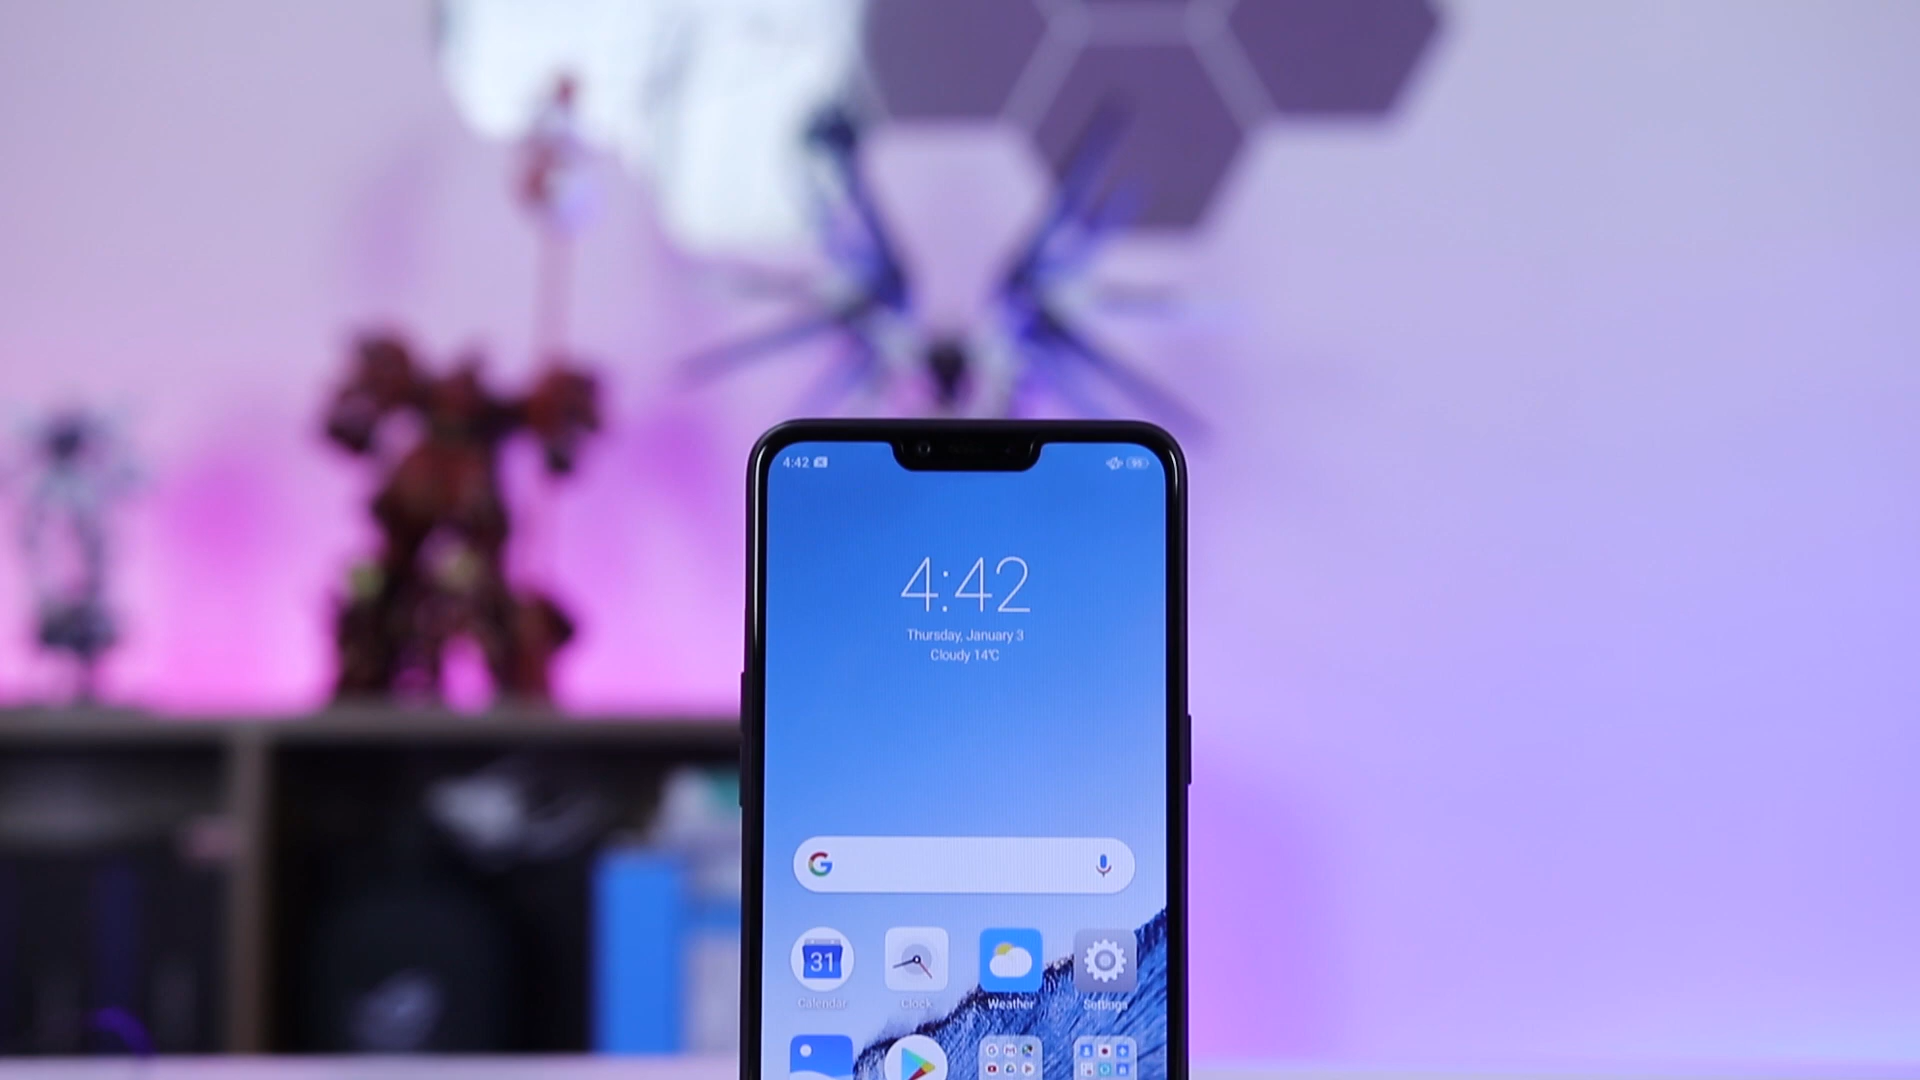 4:42
4:42
Thursday, January 3
Cloudy 14℃
G
31
Calendar
Clock
Weather
Settings